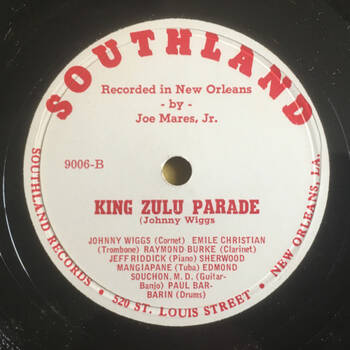 SOUTHLAND
Recorded in New Orleans
- by -
Joe Mares, Jr.
9006-B
KING ZULU PARADE
(Johnny Wiggs
JOHNNY WIGGS (Cornet) EMILE CHRISTIAN
(Trombone) RAYMOND BURKE (Clarinet)
JEFF RIDDICK (Piano) SHERWOOD
MANGIAPANE (Tuba) EDMOND
SOUCHON, M. D. (Guitar-
Banjo) PAUL BAR-
BARIN (Drums)
SOUTHLAND RECORDS • 520 ST. LOUIS STREET • NEW ORLEANS, LA.